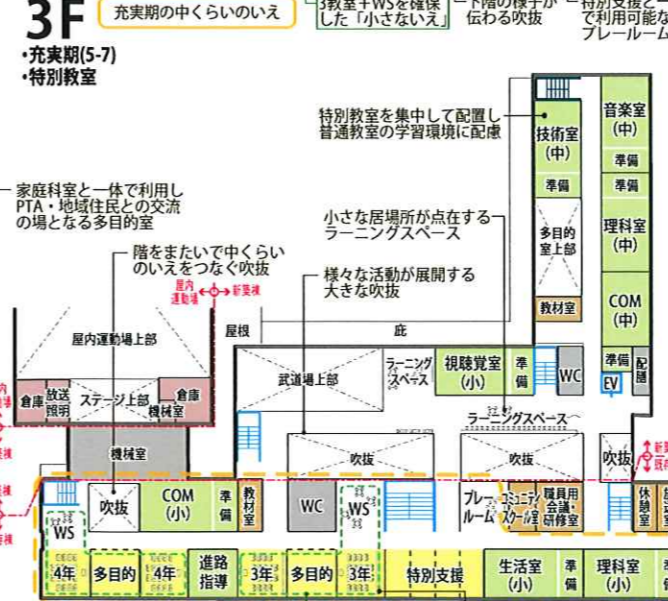 3F
・充実期(5-7)
・特別教室
充実期の中くらいのいえ
3教室+WSを確保
した「小さないえ」
下階の様子が
伝わる吹抜
で利用可能な
プレールーム
特別教室を集中して配置し
普通教室の学習環境に配慮
家庭科室と一体で利用し
PTA・地域住民との交流
の場となる多目的室
階をまたいで中くらい
のいえをつなぐ吹抜
小さな居場所が点在する
ラーニングスペース
様々な活動が展開する
大きな吹抜
屋内
運動場
新築棟
技術室
(中)
準備
多目的
室上部
教材室
音楽室
(中)
準備
準備
理科室
(中)
COM
(中)
準備
配膳
EV
WC
屋根
庇
屋内運動場上部
倉庫
放送
照明
ステージ上部
機械室
倉庫
機械室
武道場上部
ラーニング
スペース
視聴覚室
(小)
準
備
ラーニングスペース
吹抜
吹抜
吹抜
WS
吹抜
COM
(小)
準
備
教
材
室
WC
WS
プレー
ルーム
コミュニティ
スクール室
職員用
会議・
研修室
休
憩
室
4年
多目的
4年
進路
指導
3年
多目的
3年
特別支援
生活室
(小)
準
備
理科室
(小)